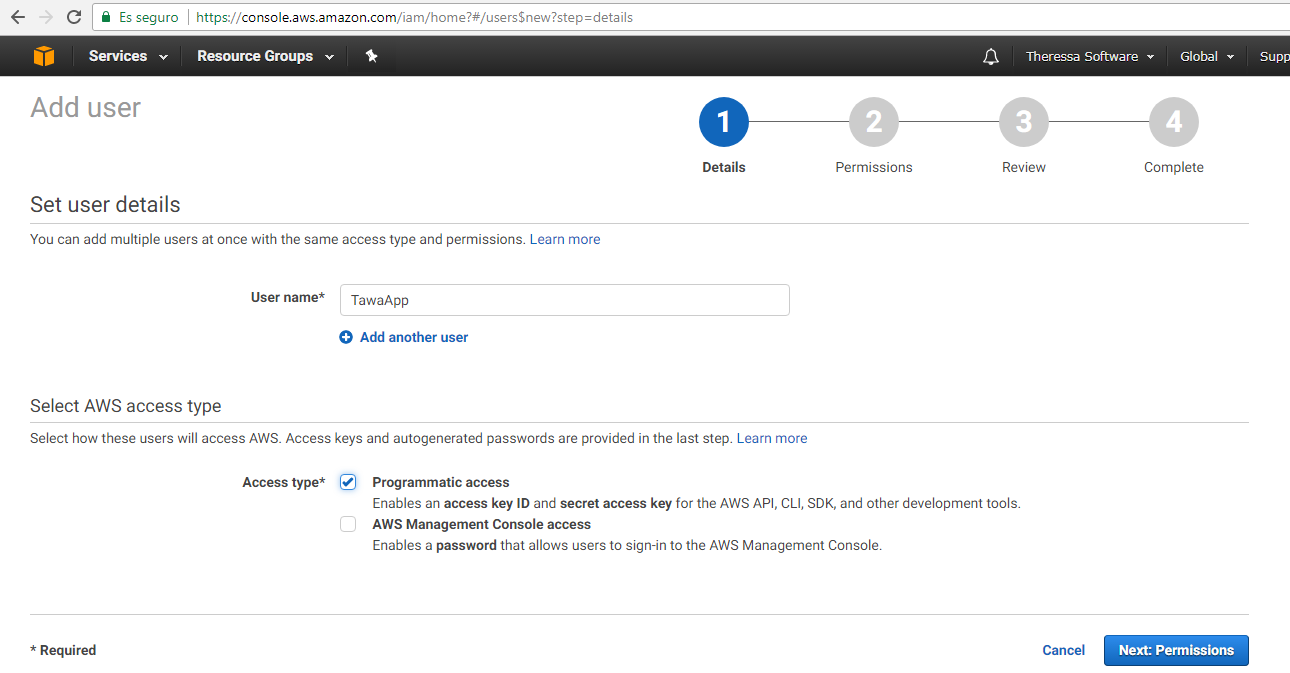 Es seguro https://console.aws.amazon.com/iam/home?#/users$new?step=details
Services Resource Groups Theressa Software Global Supp
Add user
1 2 3 4
Details Permissions Review Complete
Set user details
You can add multiple users at once with the same access type and permissions. Learn more
User name* TawaApp
Add another user
Select AWS access type
Select how these users will access AWS. Access keys and autogenerated passwords are provided in the last step. Learn more
Access type* Programmatic access
Enables an access key ID and secret access key for the AWS API, CLI, SDK, and other development tools.
AWS Management Console access
Enables a password that allows users to sign-in to the AWS Management Console.
* Required Cancel Next: Permissions